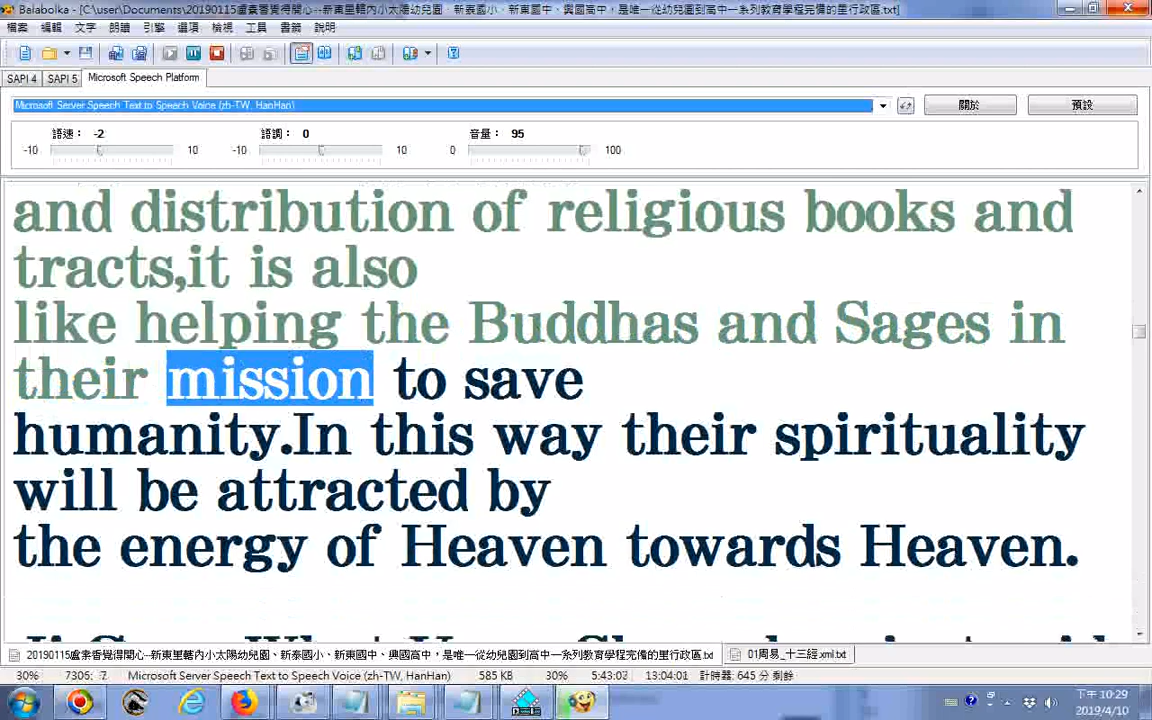 Balabolka - [C:\user\Documents\20190115盧素香覺得開心--新東里轄內小太陽幼兒園、新泰國小、新東國中、興國高中，是唯一從幼兒園到高中一系列教育學程完備的里行政區.txt]
檔案 編輯 文字 朗讀 引擎 選項 檢視 工具 書籤 說明
SAPI 4 SAPI 5 Microsoft Speech Platform
Microsoft Server Speech Text to Speech Voice (zh-TW, HanHan) 關於 預設
語速： -2 語調： 0 音量： 95
-10 10 -10 10 0 100
and distribution of religious books and
tracts,it is also
like helping the Buddhas and Sages in
their mission to save
humanity.In this way their spirituality
will be attracted by
the energy of Heaven towards Heaven.
20190115盧素香覺得開心--新東里轄內小太陽幼兒園、新泰國小、新東國中、興國高中，是唯一從幼兒園到高中一系列教育學程完備的里行政區.txt 01周易_十三經.xml.txt
30% 7305: 7 Microsoft Server Speech Text to Speech Voice (zh-TW, HanHan) 585 KB 30% 5:43:02 13:04:01 計時器: 645 分 剩餘
下午 10:29
2019/4/10